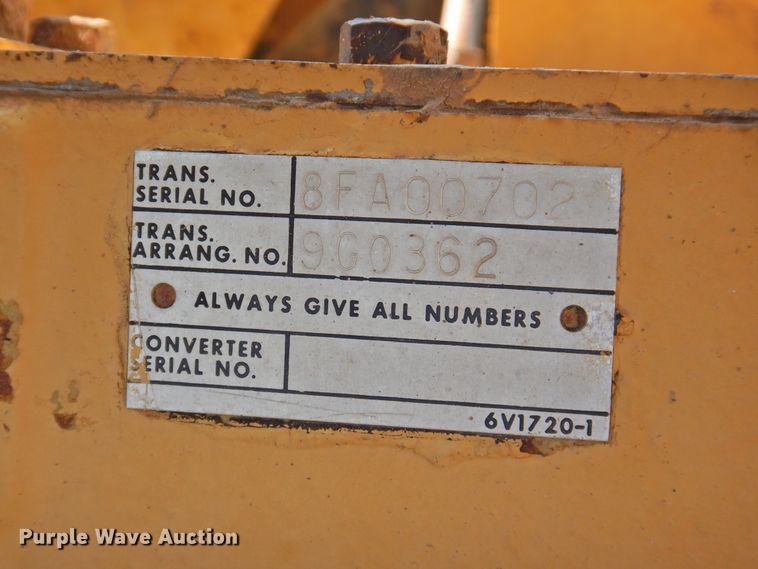 TRANS.
SERIAL NO. 8FA00702
TRANS.
ARRANG. NO. 9G0362
ALWAYS GIVE ALL NUMBERS
CONVERTER
SERIAL NO.
6V1720-1
Purple Wave Auction